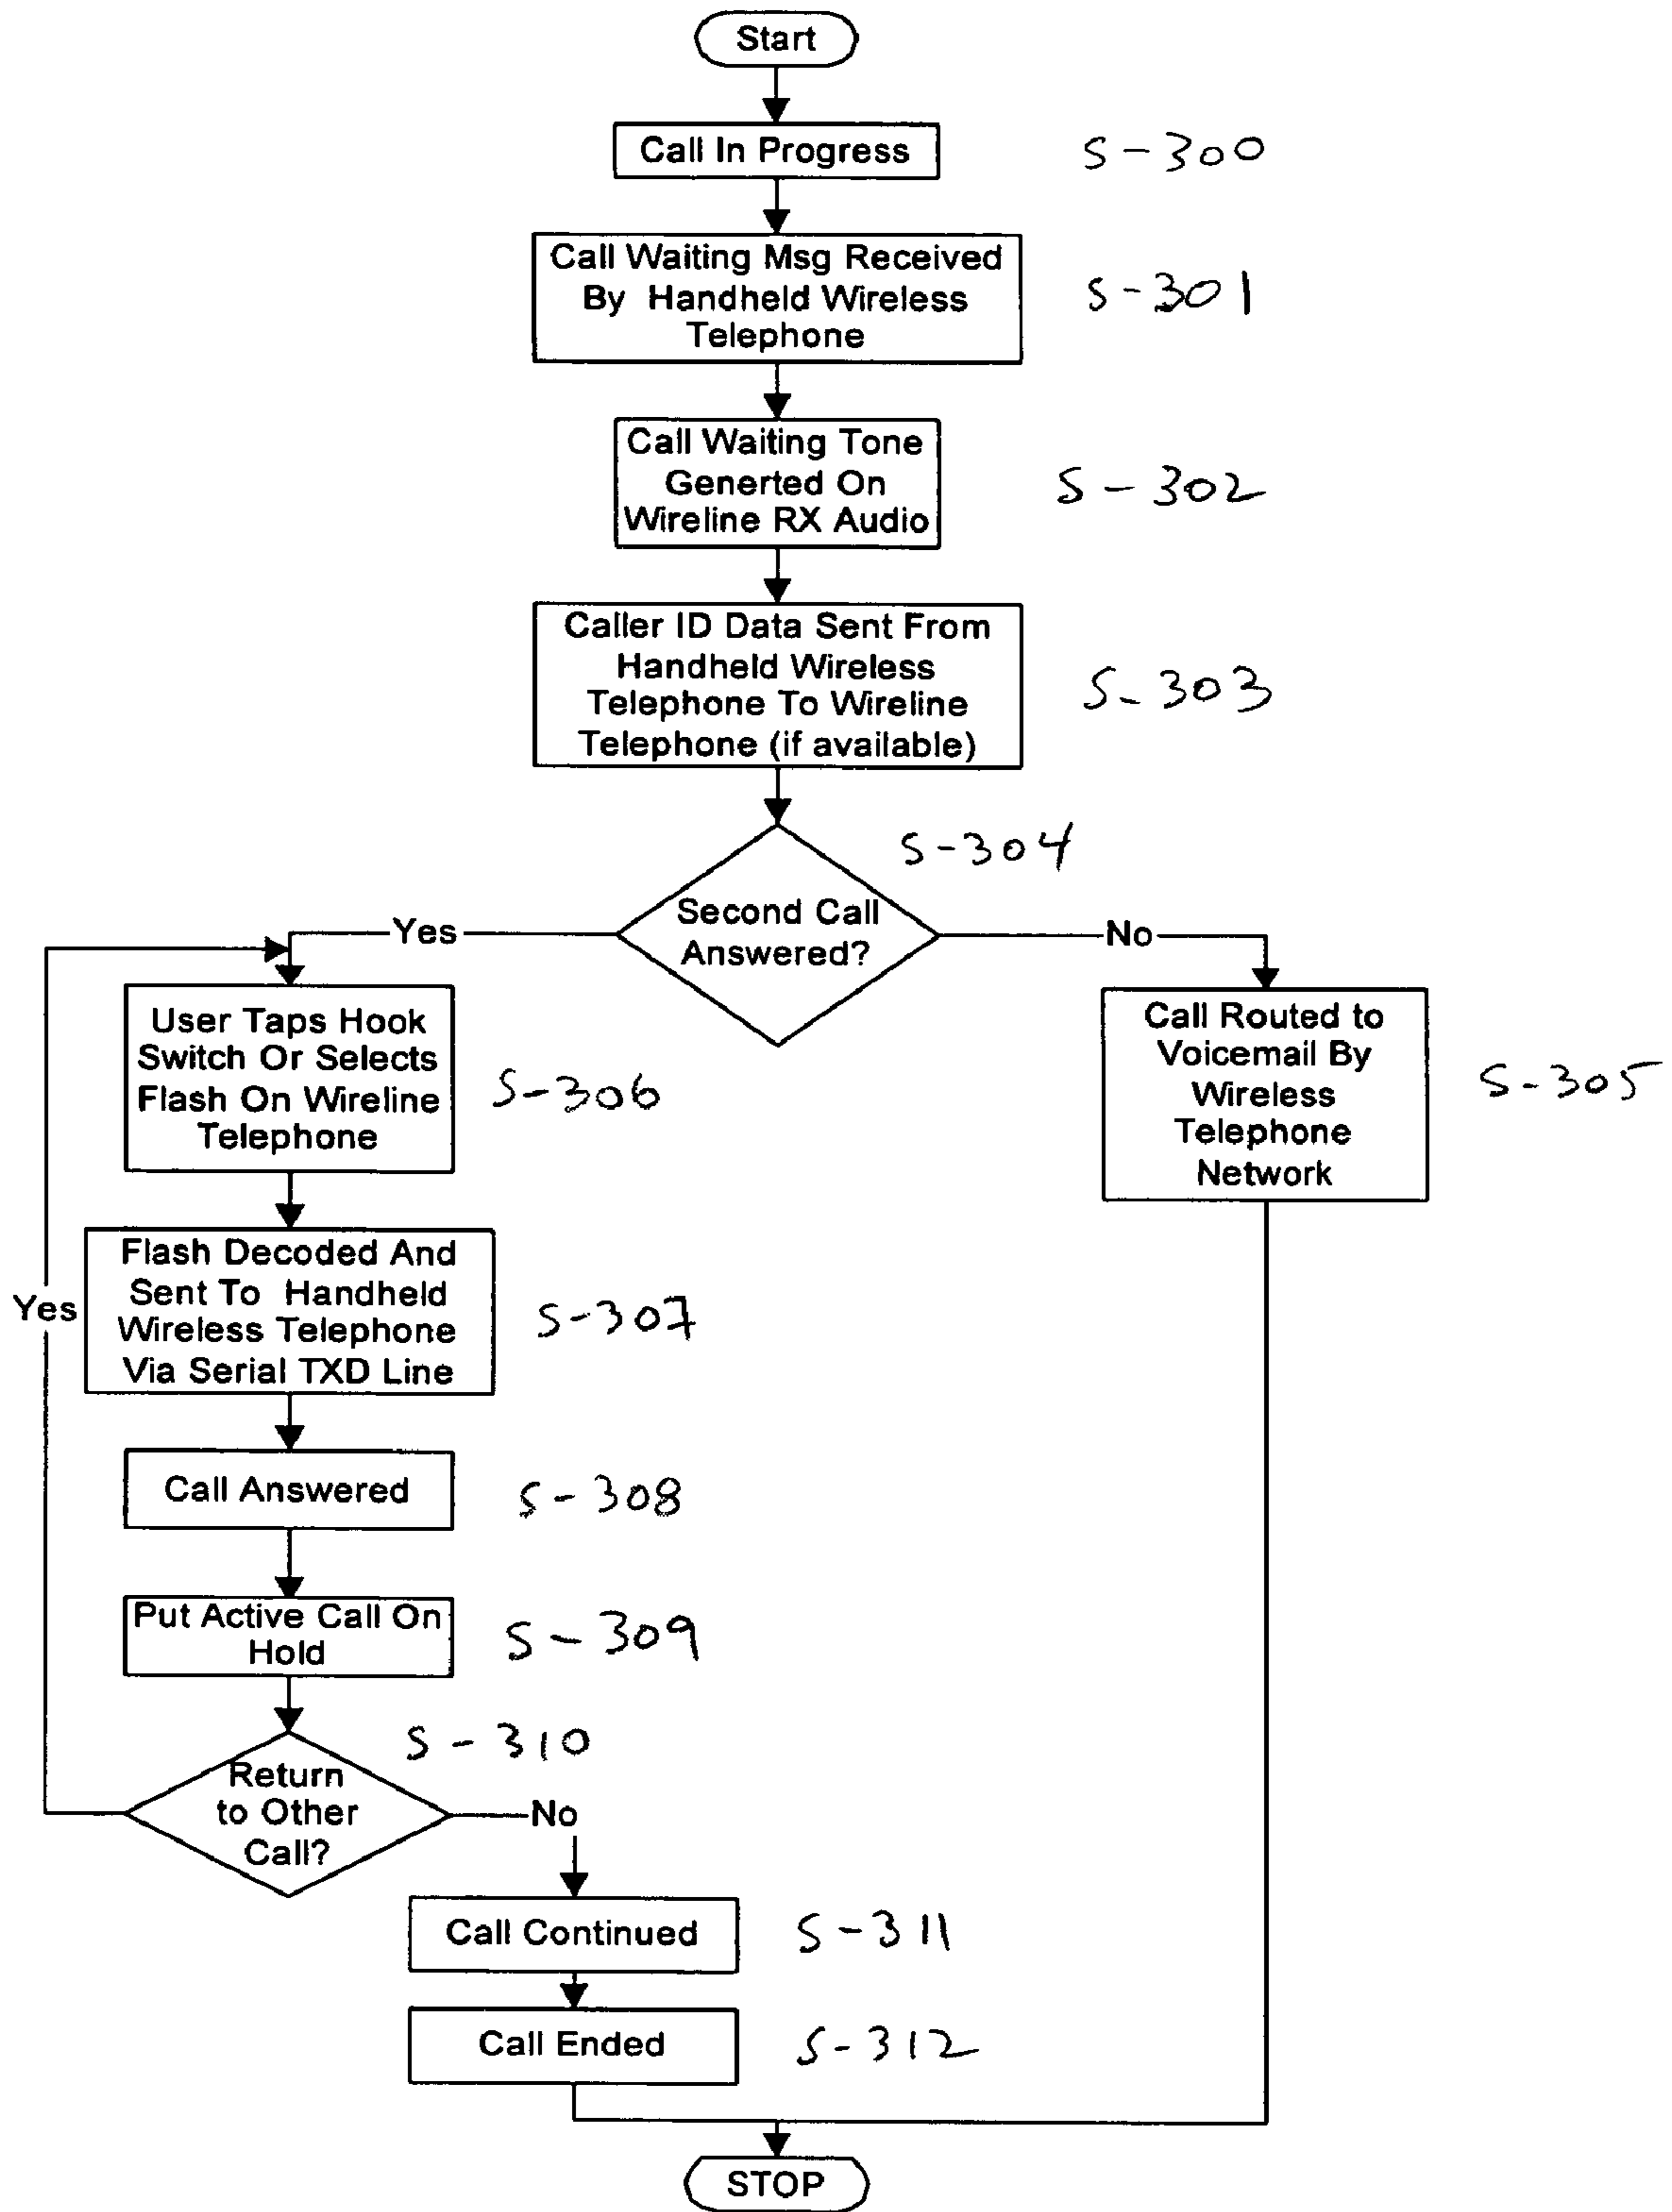 Start
Call In Progress
S-300
Call Waiting Msg Received
By Handheld Wireless
Telephone
S-301
Call Waiting Tone
Generted On
Wireline RX Audio
S-302
Caller ID Data Sent From
Handheld Wireless
Telephone To Wireline
Telephone (if available)
S-303
S-304
Second Call
Answered?
Yes
No
User Taps Hook
Switch Or Selects
Flash On Wireline
Telephone
S-306
Call Routed to
Voicemail By
Wireless
Telephone
Network
S-305
Flash Decoded And
Sent To Handheld
Wireless Telephone
Via Serial TXD Line
S-307
Yes
Call Answered
S-308
Put Active Call On
Hold
S-309
S-310
Return
to Other
Call?
No
Call Continued
S-311
Call Ended
S-312
STOP